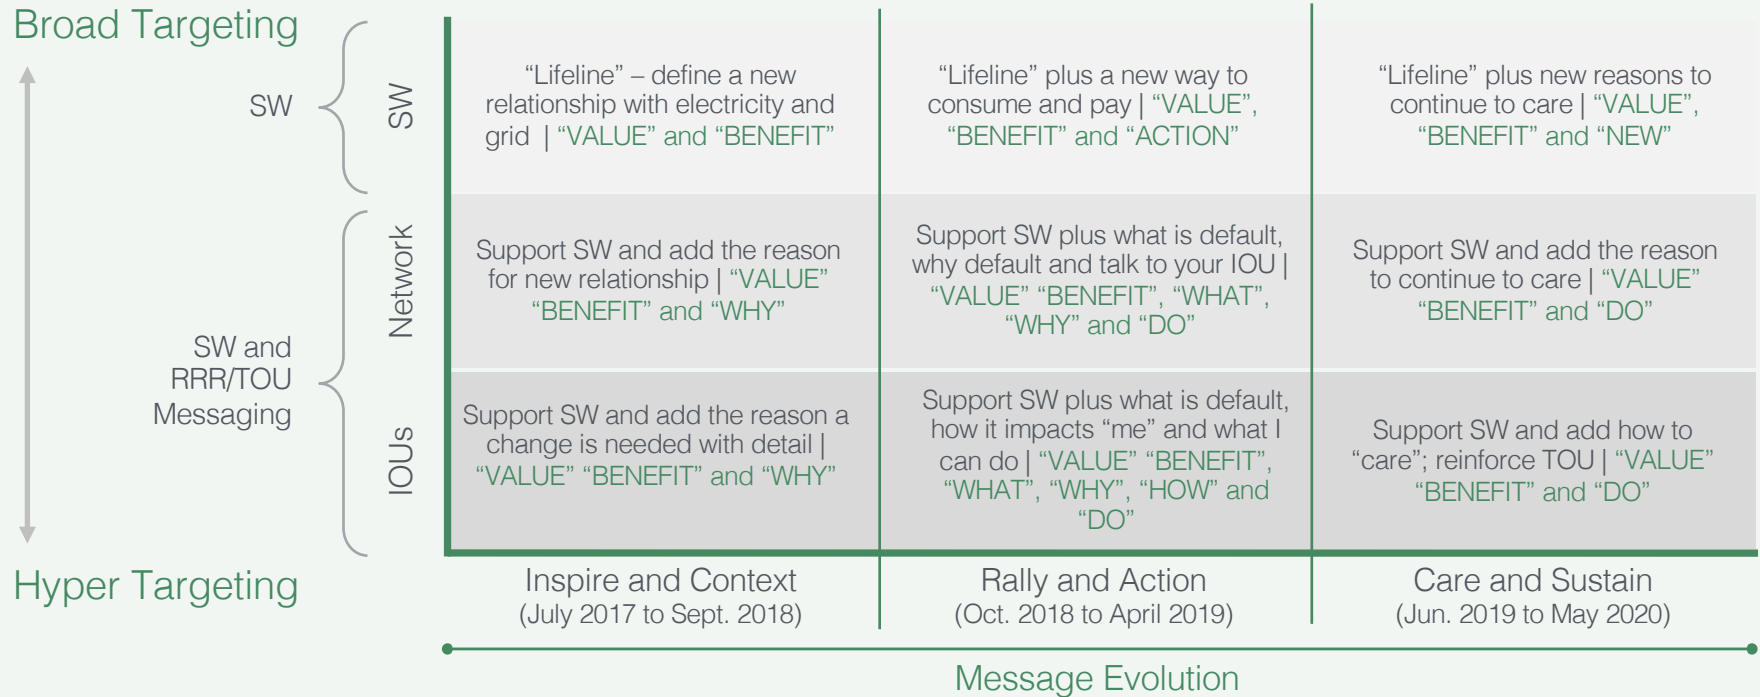 Broad Targeting
SW
SW
“Lifeline” – define a new
relationship with electricity and
grid | “VALUE” and “BENEFIT”
“Lifeline” plus a new way to
consume and pay | “VALUE”,
“BENEFIT” and “ACTION”
“Lifeline” plus new reasons to
continue to care | “VALUE”,
“BENEFIT” and “NEW”
SW and
RRR/TOU
Messaging
Network
Support SW and add the reason
for new relationship | “VALUE”
“BENEFIT” and “WHY”
Support SW plus what is default,
why default and talk to your IOU |
“VALUE” “BENEFIT”, “WHAT”,
“WHY” and “DO”
Support SW and add the reason
to continue to care | “VALUE”
“BENEFIT” and “DO”
IOUs
Support SW and add the reason a
change is needed with detail |
“VALUE” “BENEFIT” and “WHY”
Support SW plus what is default,
how it impacts “me” and what I
can do | “VALUE” “BENEFIT”,
“WHAT”, “WHY”, “HOW” and
“DO”
Support SW and add how to
“care”; reinforce TOU | “VALUE”
“BENEFIT” and “DO”
Hyper Targeting
Inspire and Context
(July 2017 to Sept. 2018)
Rally and Action
(Oct. 2018 to April 2019)
Care and Sustain
(Jun. 2019 to May 2020)
Message Evolution